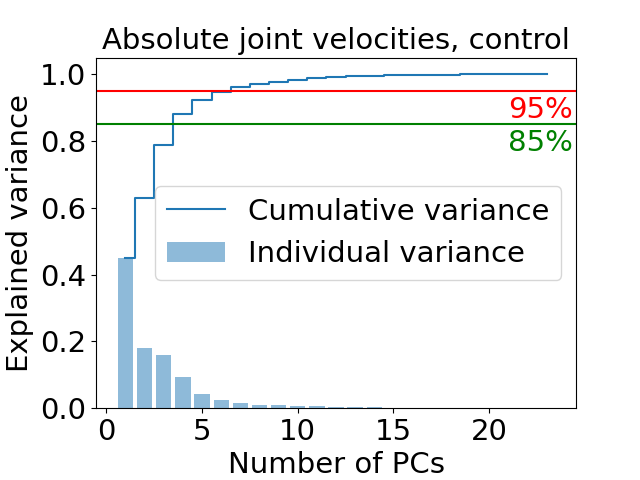 Absolute joint velocities, control
1.0
0.8
0.6
0.4
0.2
0.0
Explained variance
95%
85%
Cumulative variance
Individual variance
0 5 10 15 20
Number of PCs